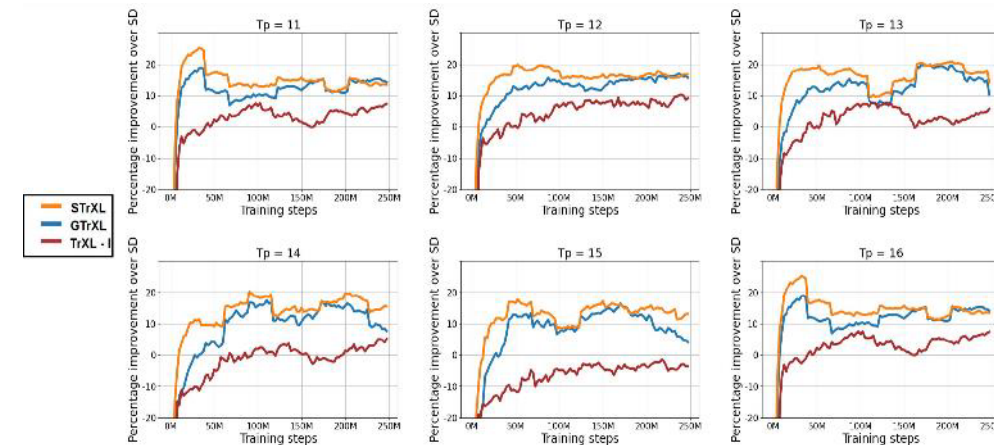 Tp = 11
Tp = 12
Tp = 13
Percentage improvement over SD
20
10
0
-10
-20
0M 50M 100M 150M 200M 250M
Training steps
Percentage improvement over SD
20
10
0
-10
-20
0M 50M 100M 150M 200M 250M
Training steps
Percentage improvement over SD
20
10
0
-10
-20
0M 50M 100M 150M 200M 250
Training steps
STrXL
GTrXL
TrXL - I
Tp = 14
Tp = 15
Tp = 16
Percentage improvement over SD
20
10
0
-10
-20
0M 50M 100M 150M 200M 250M
Training steps
Percentage improvement over SD
20
10
0
-10
-20
0M 50M 100M 150M 200M 250M
Training steps
Percentage improvement over SD
20
10
0
-10
-20
0M 50M 100M 150M 200M 250
Training steps